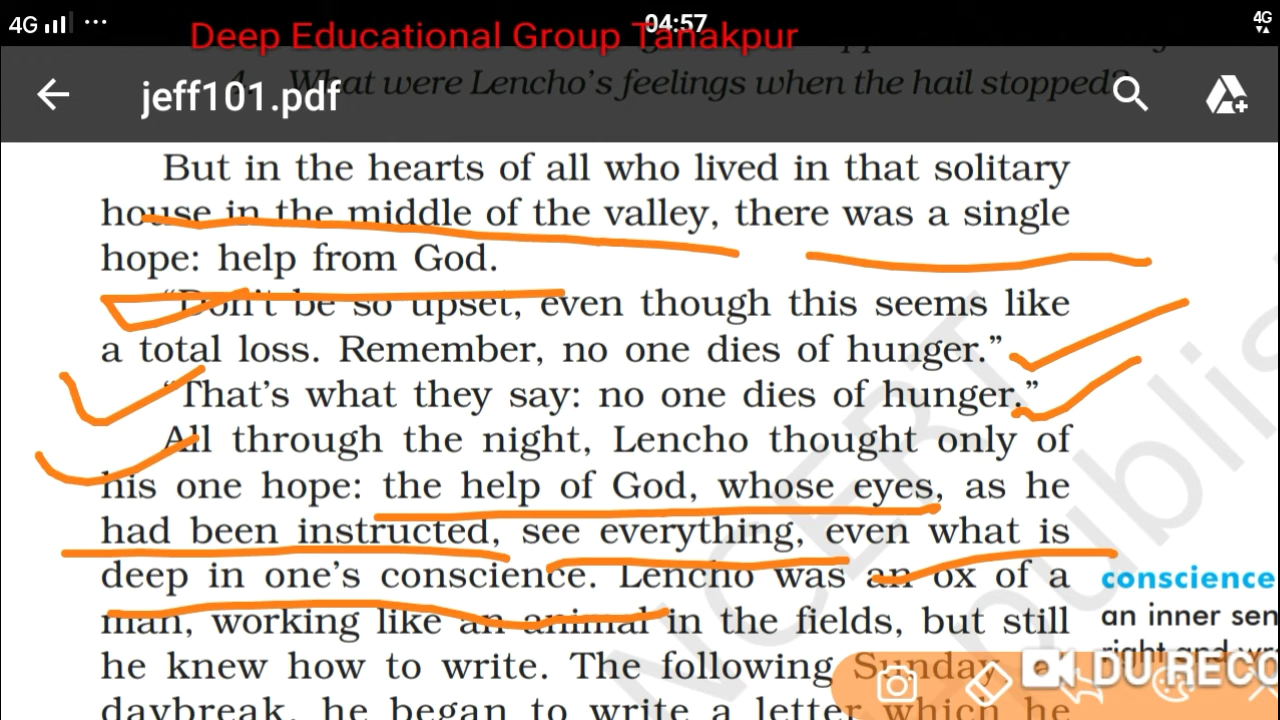 4G 04:57 4G
Deep Educational Group Tanakpur
4. What were Lencho's feelings when the hail stopped?
jeff101.pdf
But in the hearts of all who lived in that solitary
house in the middle of the valley, there was a single
hope: help from God.
“Don't be so upset, even though this seems like
a total loss. Remember, no one dies of hunger.”
“That's what they say: no one dies of hunger.”
All through the night, Lencho thought only of
his one hope: the help of God, whose eyes, as he
had been instructed, see everything, even what is
deep in one's conscience. Lencho was an ox of a
man, working like an animal in the fields, but still
he knew how to write. The following Sunday, at
daybreak, he began to write a letter which he
conscience
an inner sen
right and wr
DU RECO
NCERT
publis